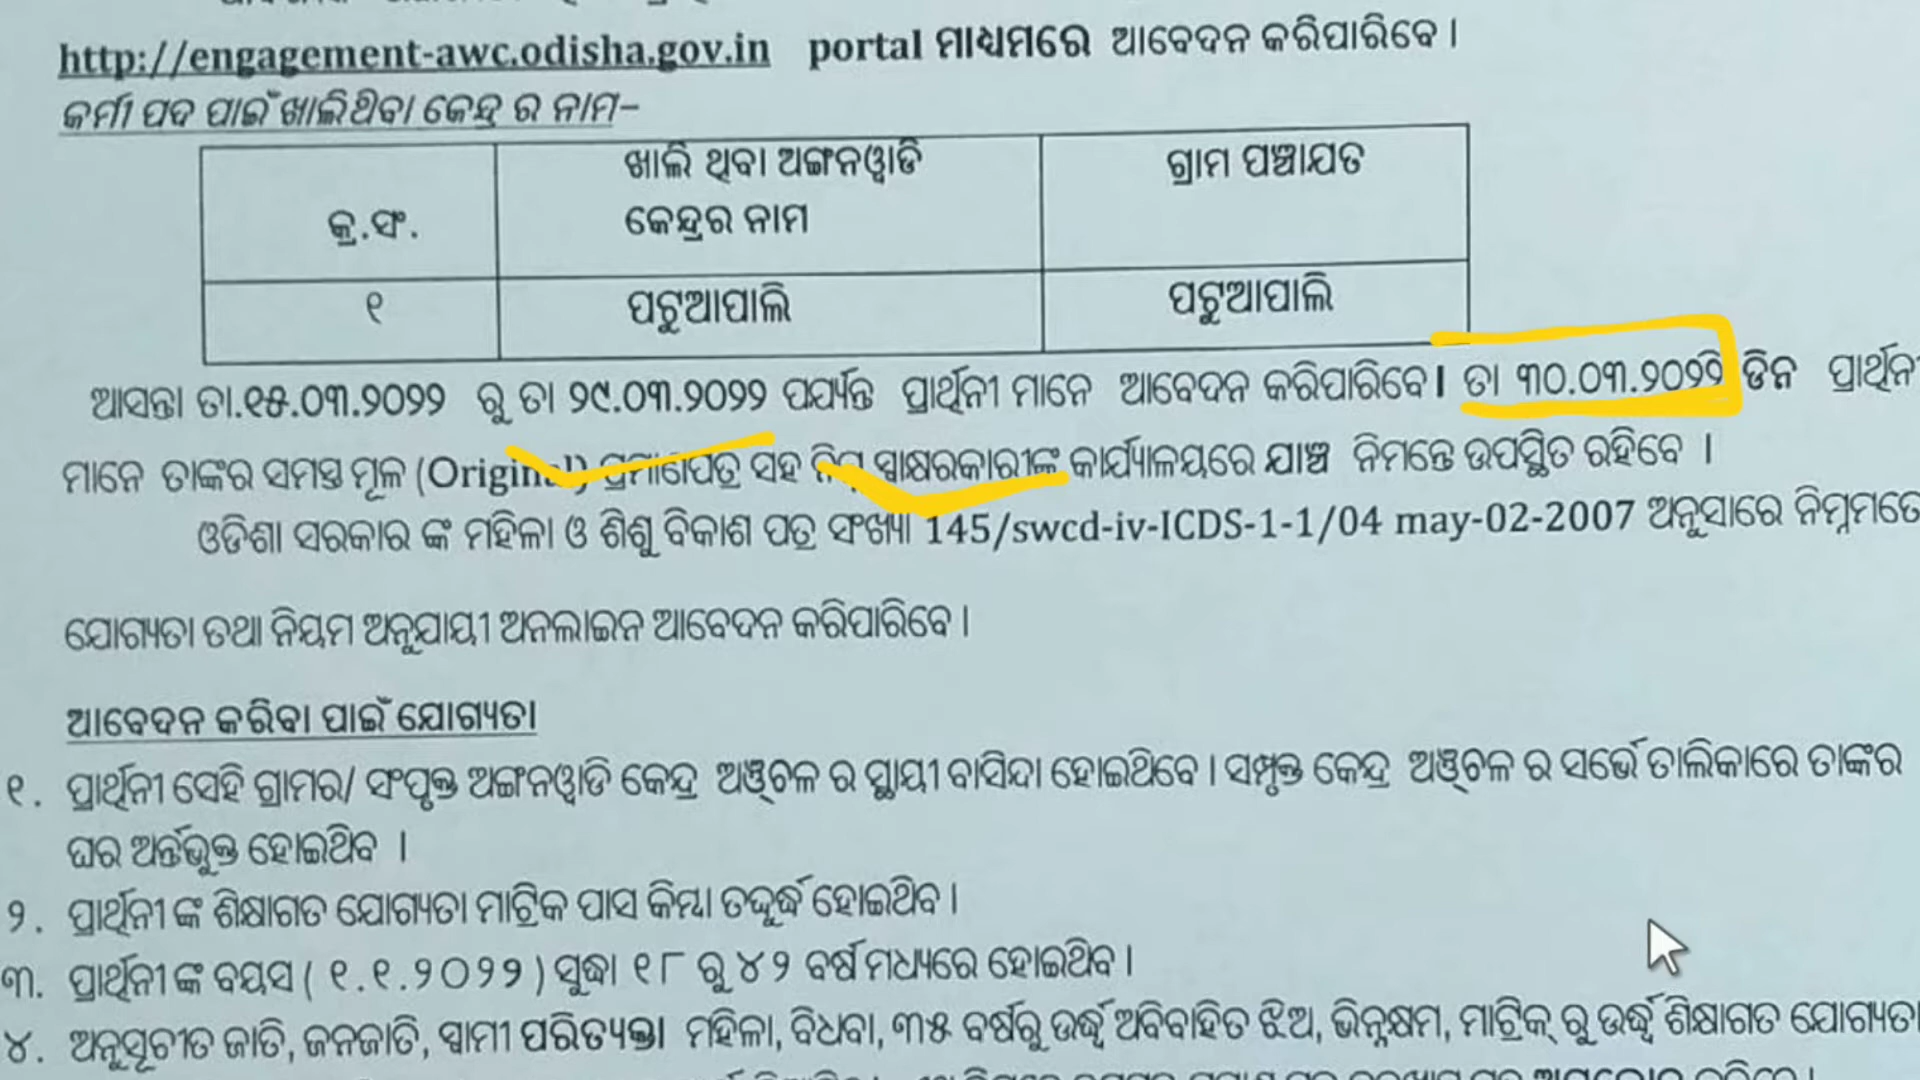 http://engagement-awc.odisha.gov.in portal ମାଧ୍ୟମରେ ଆବେଦନ କରିପାରିବେ ।
କର୍ମୀ ପଦ ପାଇଁ ଖାଲିଥିବା କେନ୍ଦ୍ର ର ନାମ–
କ୍ର.ସଂ. ଖାଲି ଥିବା ଅଙ୍ଗନୱାଡି ଗ୍ରାମ ପଞ୍ଚାଯତ
କେନ୍ଦ୍ରର ନାମ
୧ ପଟୁଆପାଲି ପଟୁଆପାଲି
ଆସନ୍ତା ତା.୧୫.୦୩.୨୦୨୨ ରୁ ତା ୨୯.୦୩.୨୦୨୨ ପର୍ଯ୍ୟନ୍ତ ପ୍ରାର୍ଥିନୀ ମାନେ ଆବେଦନ କରିପାରିବେ । ତା ୩୦.୦୩.୨୦୨୨ ଡିନ
ମାନେ ତାଙ୍କର ସମସ୍ତ ମୂଳ (Original) ପ୍ରମାଣପତ୍ର ସହ ନିମ୍ନ ସ୍ୱାକ୍ଷରକାରୀଙ୍କ କାର୍ଯ୍ୟାଳୟରେ ଯାଞ୍ଚ ନିମନ୍ତେ ଉପସ୍ଥିତ ରହିବେ ।
ଓଡିଶା ସରକାର ଙ୍କ ମହିଳା ଓ ଶିଶୁ ବିକାଶ ପତ୍ର ସଂଖ୍ୟା 145/swcd-iv-ICDS-1-1/04 may-02-2007 ଅନୁସାରେ ନିମ୍ନମତେ
ଯୋଗ୍ୟତା ତଥା ନିୟମ ଅନୁଯାୟୀ ଅନଲାଇନ ଆବେଦନ କରିପାରିବେ ।
ଆବେଦନ କରିବା ପାଇଁ ଯୋଗ୍ୟତା
୧. ପ୍ରାର୍ଥିନୀ ସେହି ଗ୍ରାମର/ ସଂପୃକ୍ତ ଅଙ୍ଗନୱାଡି କେନ୍ଦ୍ର ଅଞ୍ଚଳ ର ସ୍ଥାୟୀ ବାସିନ୍ଦା ହୋଇଥିବେ । ସମ୍ପୃକ୍ତ କେନ୍ଦ୍ର ଅଞ୍ଚଳ ର ସର୍ଭେ ତାଲିକାରେ ତାଙ୍କର
ଘର ଅର୍ନ୍ତଭୁକ୍ତ ହୋଇଥିବ ।
୨. ପ୍ରାର୍ଥିନୀ ଙ୍କ ଶିକ୍ଷାଗତ ଯୋଗ୍ୟତା ମାଟ୍ରିକ ପାସ କିମ୍ବା ତଦୁର୍ଦ୍ଧ ହୋଇଥିବ ।
୩. ପ୍ରାର୍ଥିନୀ ଙ୍କ ବୟସ ( ୧.୧.୨୦୨୨ ) ସୁଦ୍ଧା ୧୮ ରୁ ୪୨ ବର୍ଷ ମଧ୍ୟରେ ହୋଇଥିବ ।
୪. ଅନୁସୂଚୀତ ଜାତି, ଜନଜାତି, ସ୍ୱାମୀ ପରିତ୍ୟକ୍ତା ମହିଳା, ବିଧବା, ୩୫ ବର୍ଷରୁ ଉର୍ଦ୍ଧ୍ୱ ଅବିବାହିତ ଝିଅ, ଭିନ୍ନକ୍ଷମ, ମାଟ୍ରିକ୍ ରୁ ଉର୍ଦ୍ଧ୍ୱ ଶିକ୍ଷାଗତ ଯୋଗ୍ୟତା